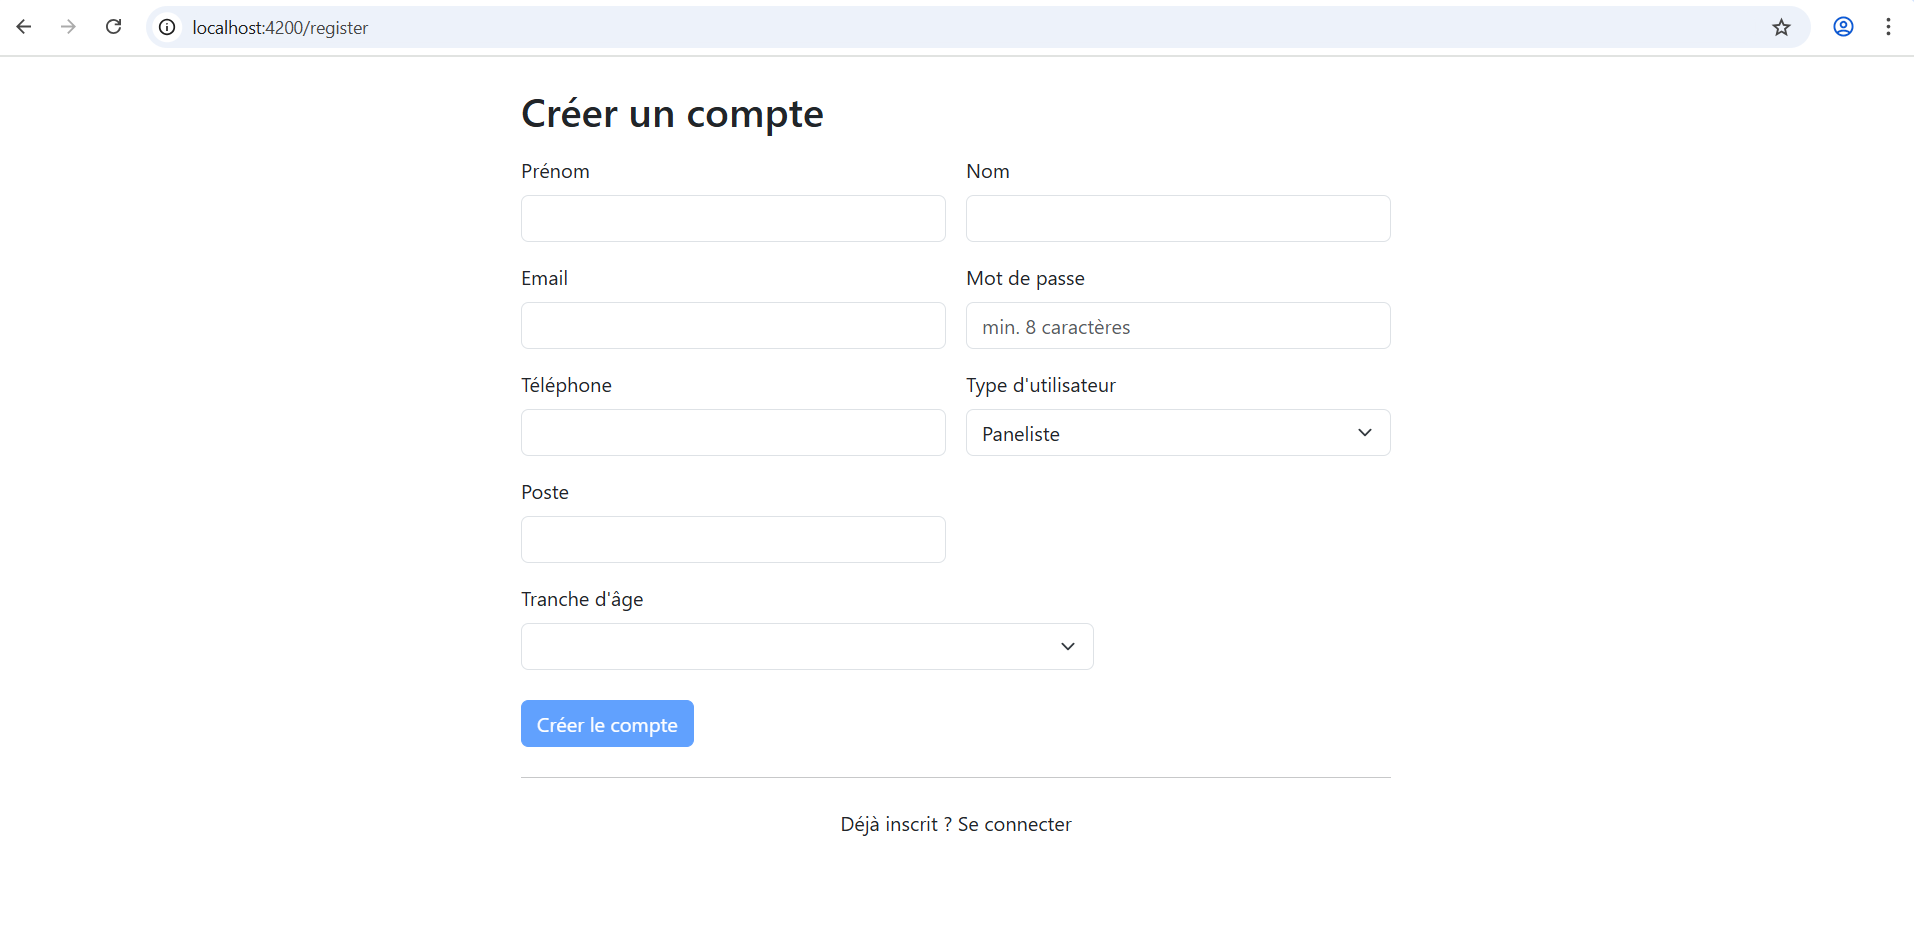 localhost:4200/register
Créer un compte
Prénom
Nom
Email
Mot de passe
min. 8 caractères
Téléphone
Type d'utilisateur
Paneliste
Poste
Tranche d'âge
Créer le compte
Déjà inscrit ? Se connecter